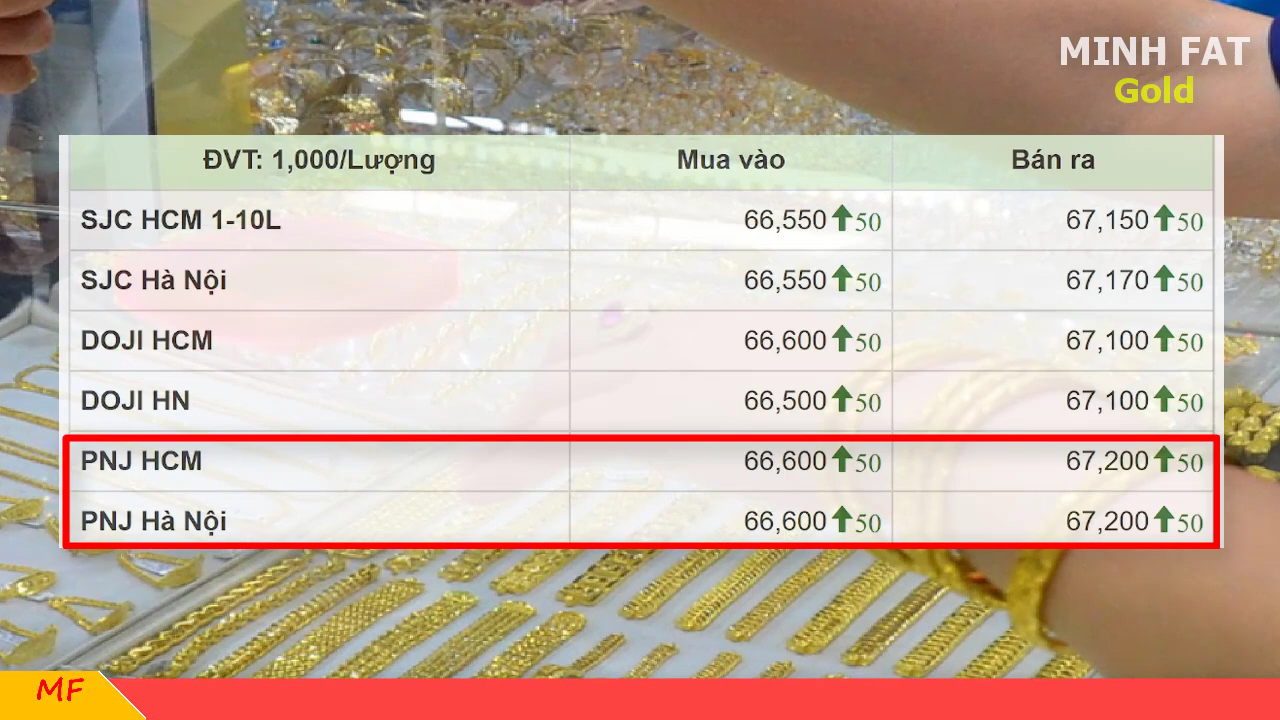 MINH FAT
Gold
ĐVT: 1,000/Lượng Mua vào Bán ra
SJC HCM 1-10L 66,550 ⬆50 67,150 ⬆50
SJC Hà Nội 66,550 ⬆50 67,170 ⬆50
DOJI HCM 66,600 ⬆50 67,100 ⬆50
DOJI HN 66,500 ⬆50 67,100 ⬆50
PNJ HCM 66,600 ⬆50 67,200 ⬆50
PNJ Hà Nội 66,600 ⬆50 67,200 ⬆50
MF